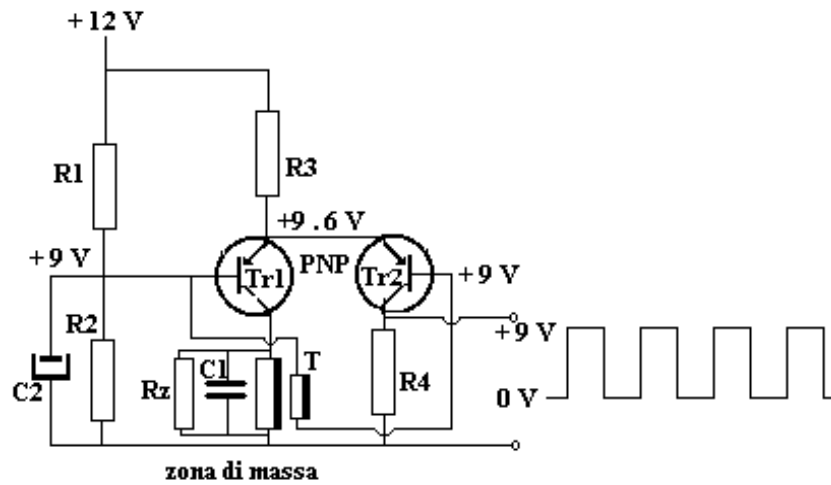 +12 V
R1
R3
+9 .6 V
+9 V
Tr1
PNP
Tr2
+9 V
R2
+9 V
C2
Rz
C1
T
R4
0 V
zona di massa